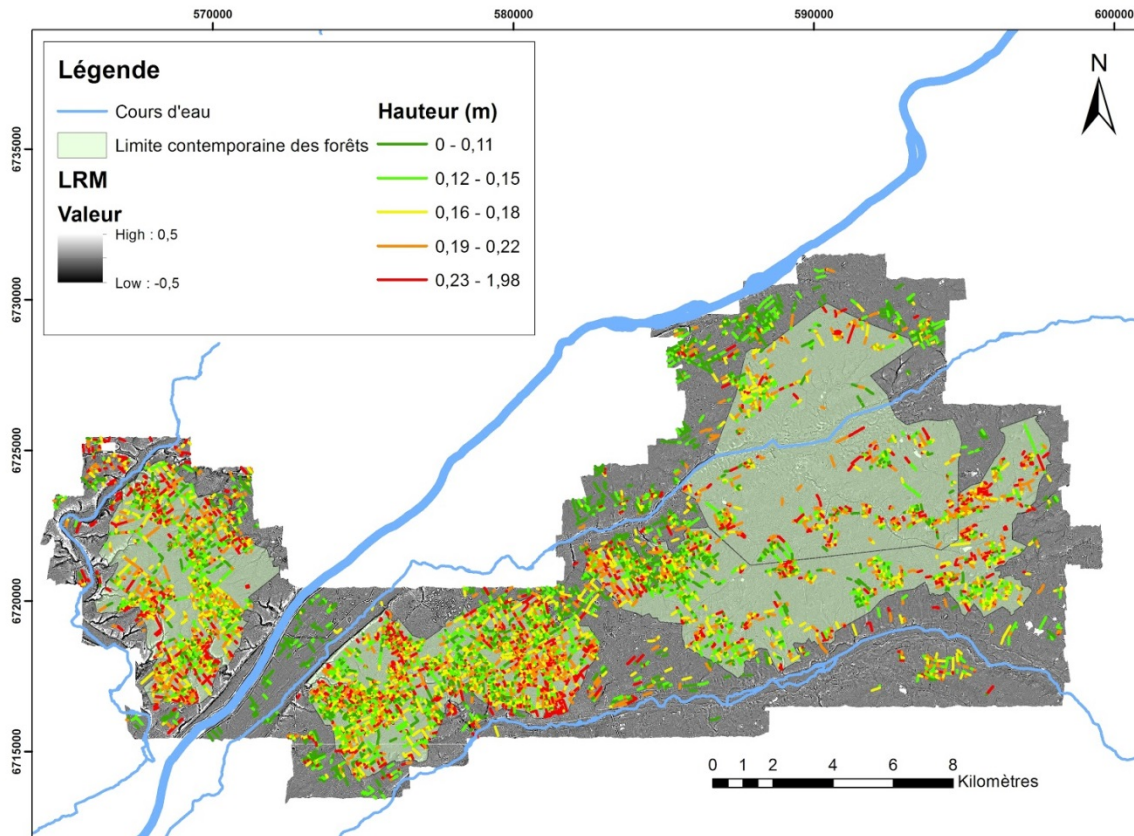 570000 580000 590000 600000
N
Légende
Cours d'eau
Limite contemporaine des forêts
LRM
Valeur
High : 0,5
Low : -0,5
Hauteur (m)
0 - 0,11
0,12 - 0,15
0,16 - 0,18
0,19 - 0,22
0,23 - 1,98
6735000
6730000
6725000
6720000
6715000
0 1 2 4 6 8
Kilomètres